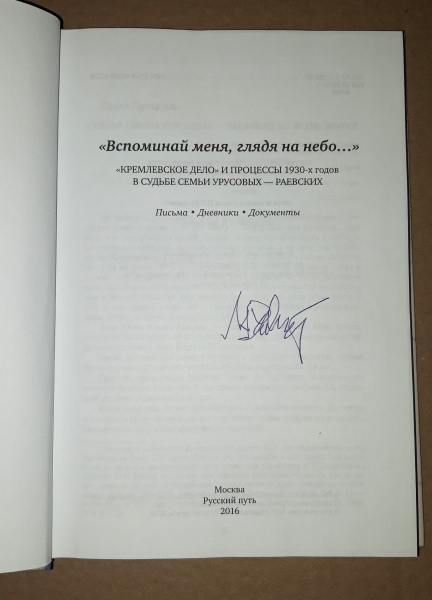 «Вспоминай меня, глядя на небо...»
«КРЕМЛЕВСКОЕ ДЕЛО» И ПРОЦЕССЫ 1930-х годов
В СУДЬБЕ СЕМЬИ УРУСОВЫХ — РАЕВСКИХ
Письма • Дневники • Документы
Москва
Русский путь
2016